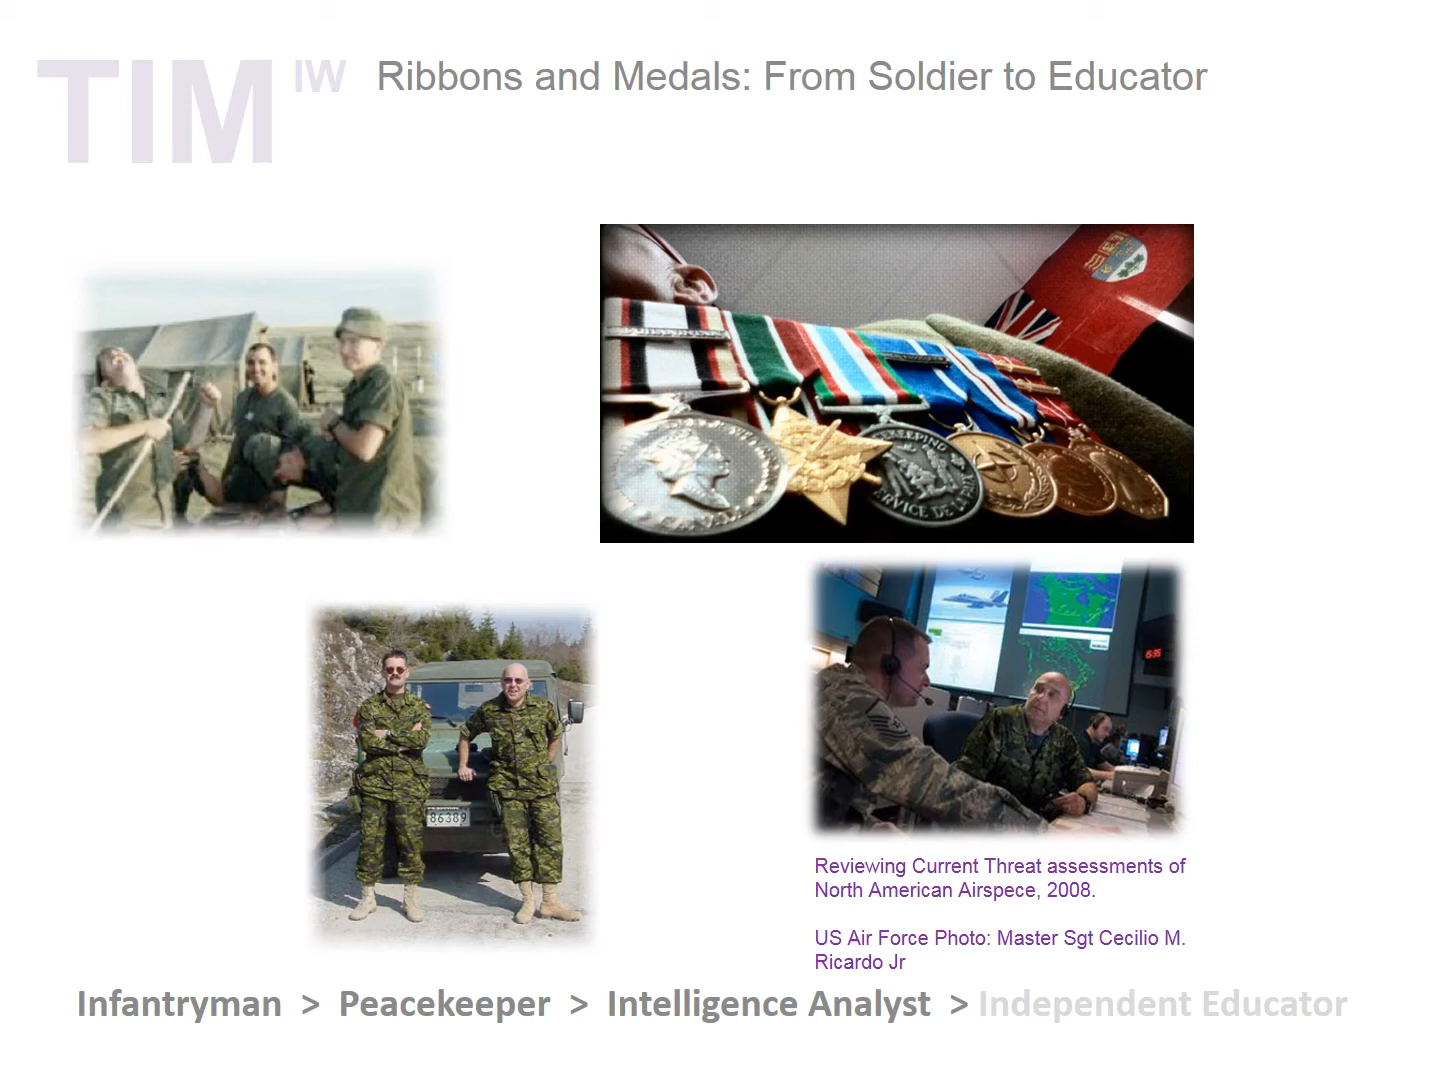 TIM IW
Ribbons and Medals: From Soldier to Educator
86389
Reviewing Current Threat assessments of
North American Airspece, 2008.
US Air Force Photo: Master Sgt Cecilio M.
Ricardo Jr
Infantryman > Peacekeeper > Intelligence Analyst > Independent Educator